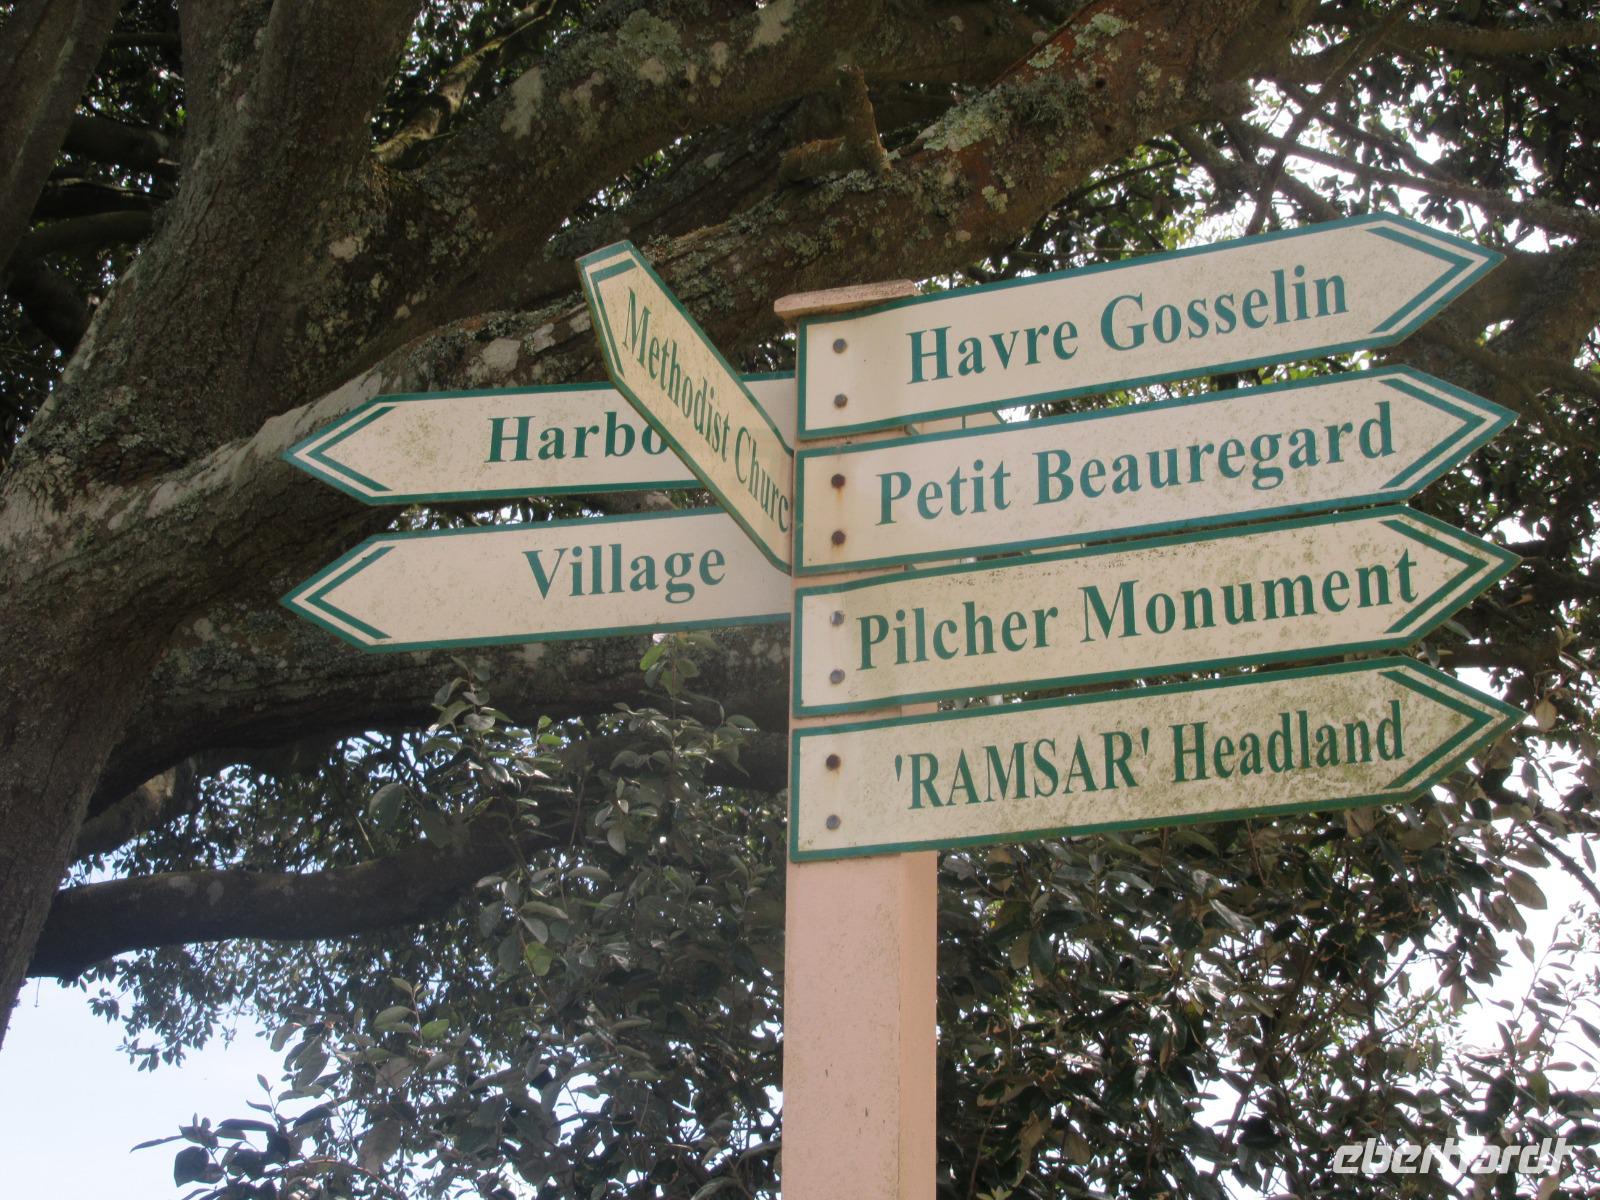 Havre Gosselin
Petit Beauregard
Pilcher Monument
'RAMSAR' Headland
Methodist Churc
Harbo
Village
eberhardt